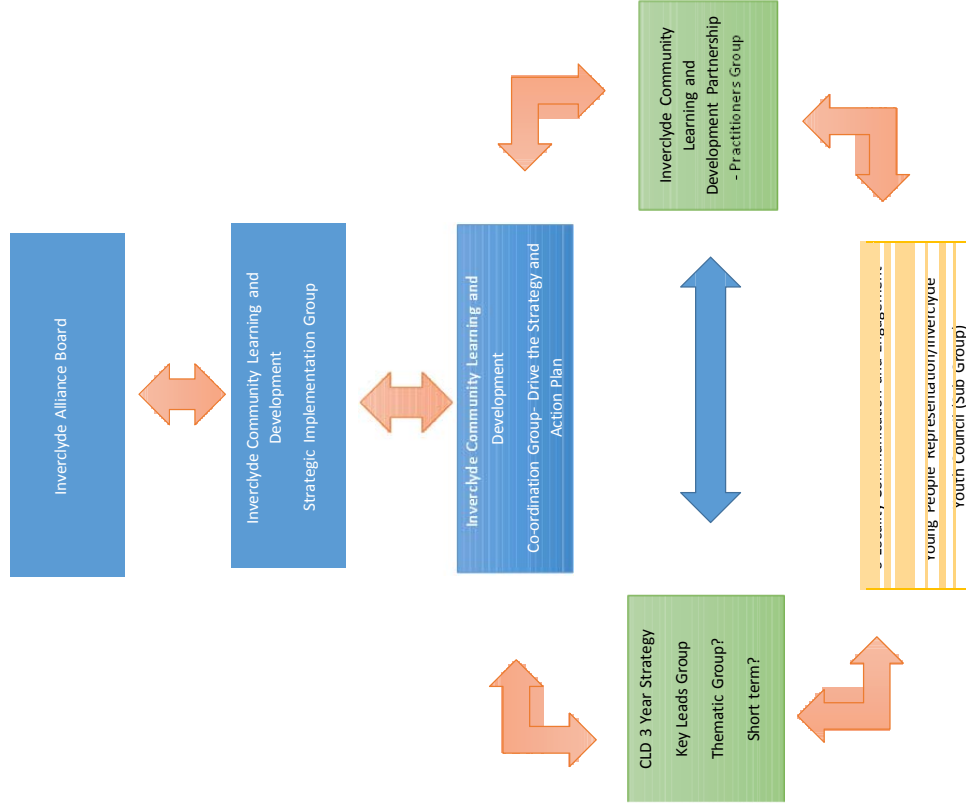 Inverclyde Alliance Board
Inverclyde Community Learning and
Development
Strategic Implementation Group
Inverclyde Community Learning and
Development
Co-ordination Group- Drive the Strategy and
Action Plan
CLD 3 Year Strategy
Key Leads Group
Thematic Group?
Short term?
Inverclyde Community
Learning and
Development Partnership
- Practitioners Group
Young People Representation/Inverclyde
Youth Council (Sub Group)